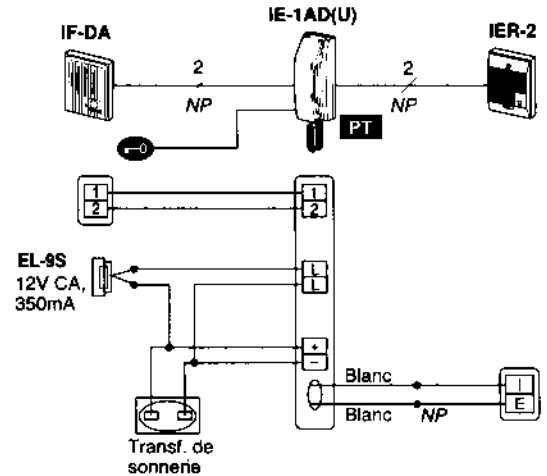 IE-1AD(U)
IF-DA
IER-2
2
2
NP
NP
PT
1
1
2
2
EL-9S
12V CA,
350mA
L
L
+
−
Blanc
I
E
Blanc
NP
Transf. de
sonnerie